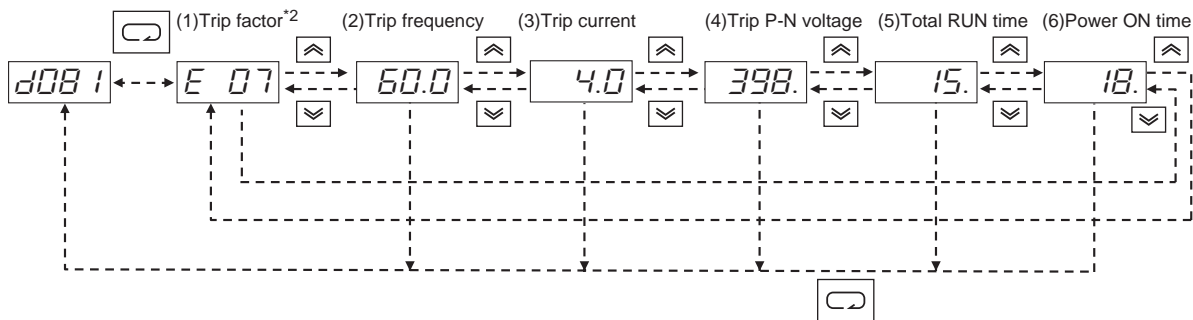 (1)Trip factor*2 (2)Trip frequency (3)Trip current (4)Trip P-N voltage (5)Total RUN time (6)Power ON time
d081 E 07 60.0 4.0 398. 15. 18.